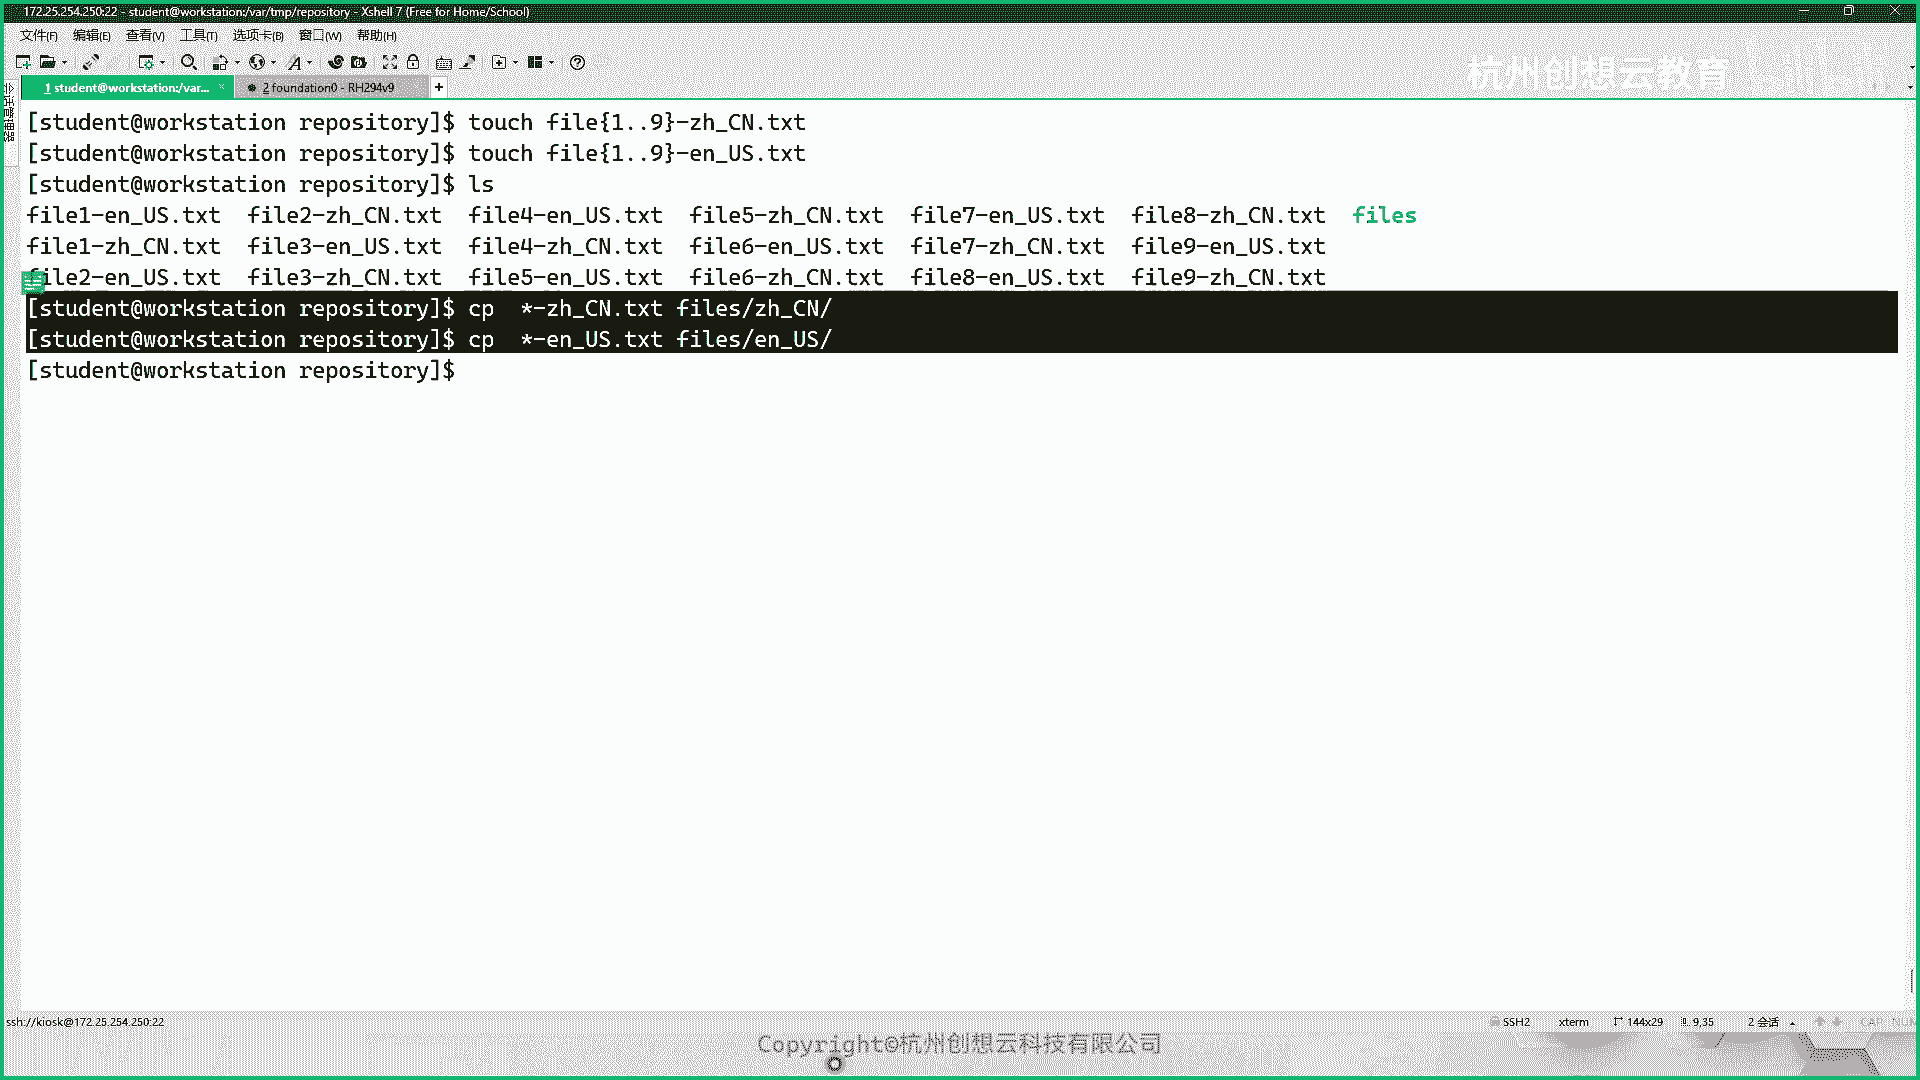 172.25.254.250:22 - student@workstation:/var/tmp/repository - Xshell 7 (Free for Home/School)
文件(F) 编辑(E) 查看(V) 工具(T) 选项卡(B) 窗口(W) 帮助(H)
杭州创想云教育
1 student@workstation:/var... × 2 foundation0 - RH294v9 +
[student@workstation repository]$ touch file{1..9}-zh_CN.txt
[student@workstation repository]$ touch file{1..9}-en_US.txt
[student@workstation repository]$ ls
file1-en_US.txt file2-zh_CN.txt file4-en_US.txt file5-zh_CN.txt file7-en_US.txt file8-zh_CN.txt files
file1-zh_CN.txt file3-en_US.txt file4-zh_CN.txt file6-en_US.txt file7-zh_CN.txt file9-en_US.txt
file2-en_US.txt file3-zh_CN.txt file5-en_US.txt file6-zh_CN.txt file8-en_US.txt file9-zh_CN.txt
[student@workstation repository]$ cp  *-zh_CN.txt files/zh_CN/
[student@workstation repository]$ cp  *-en_US.txt files/en_US/
[student@workstation repository]$
ssh://kiosk@172.25.254.250:22 SSH2 xterm 144x29 9,35 2 会话 CAP NUM
Copyright©杭州创想云科技有限公司